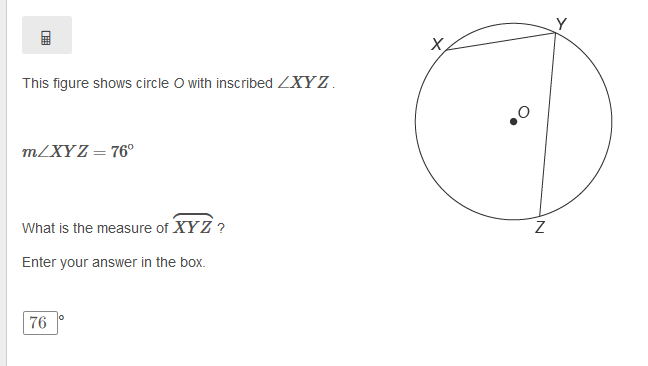 This figure shows circle O with inscribed ∠XYZ .
m∠XYZ = 76°
What is the measure of XYZ ?
Enter your answer in the box.
76 °
X
Y
O
Z